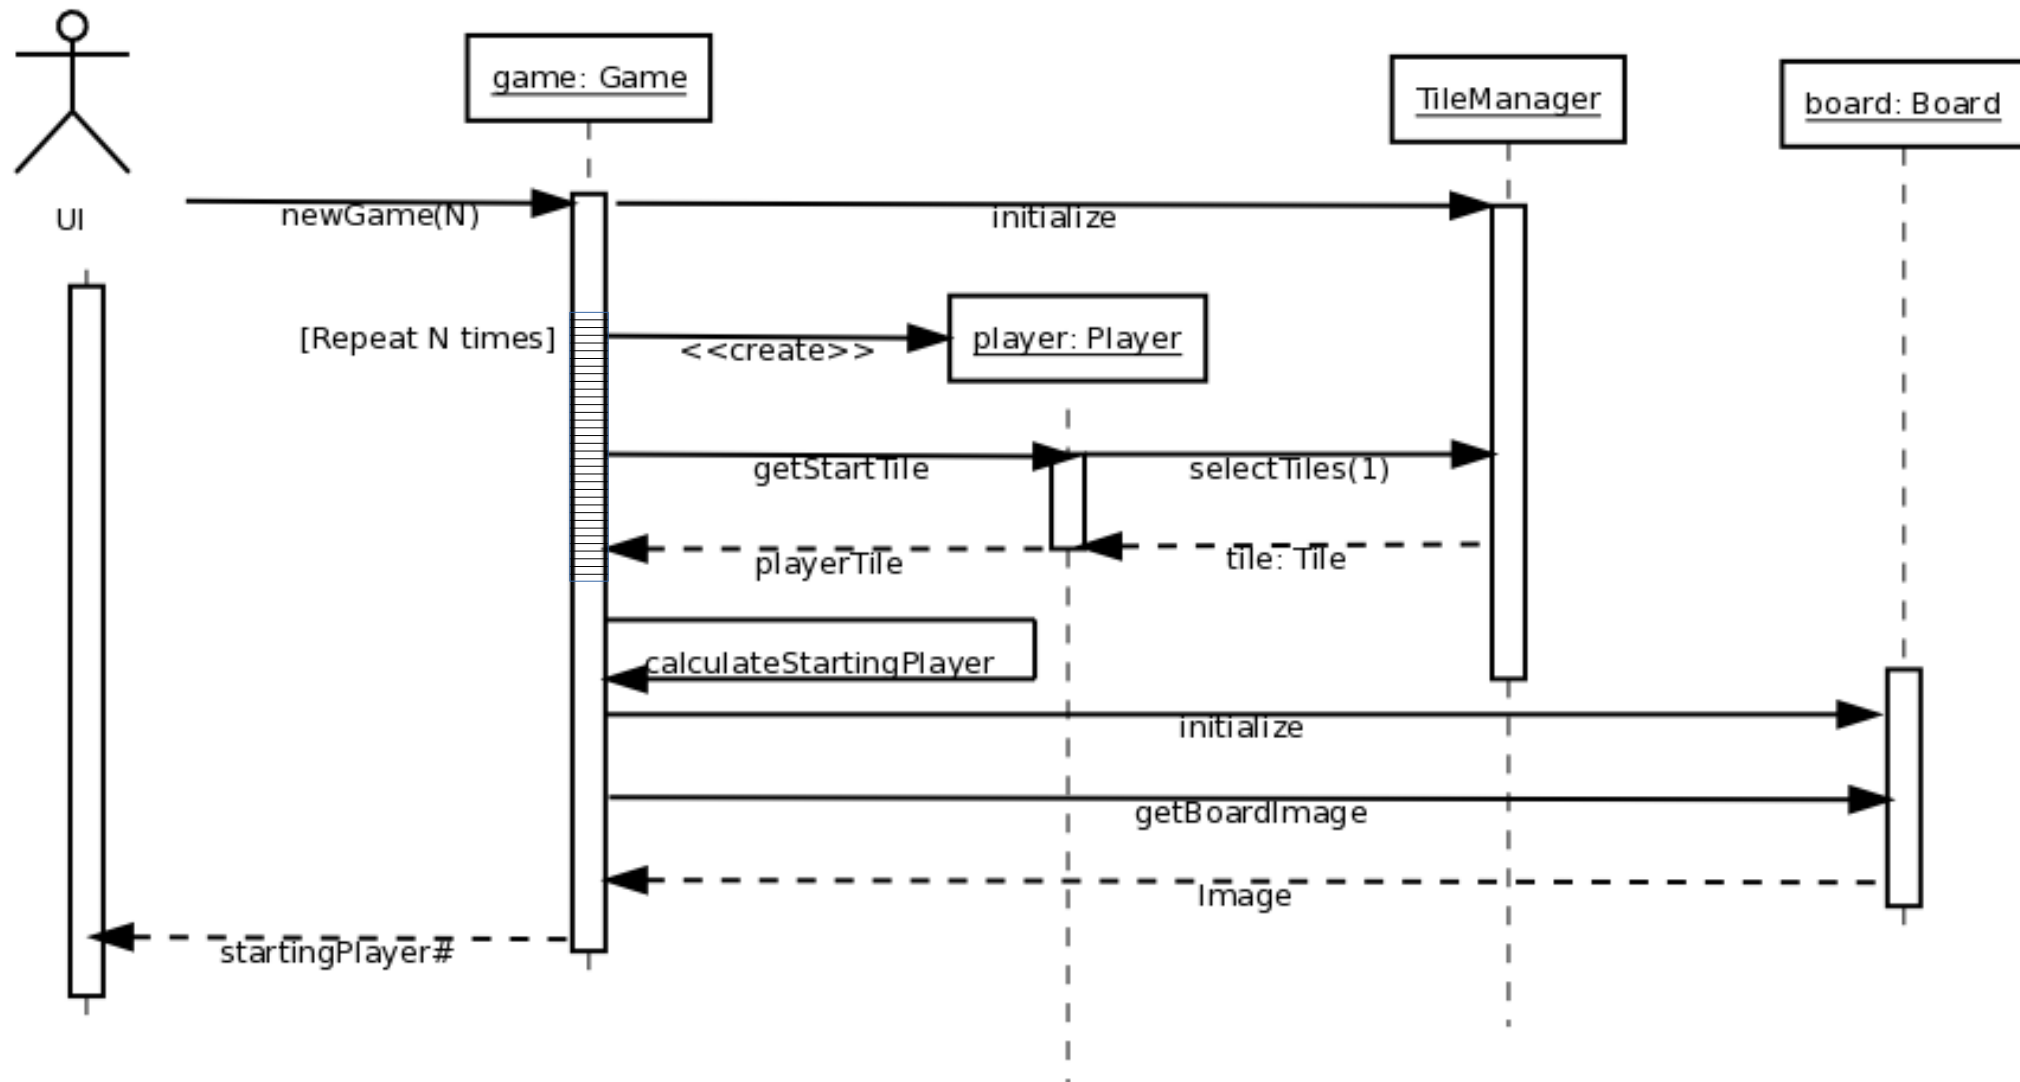 game: Game
TileManager
board: Board
UI
newGame(N)
initialize
[Repeat N times]
<<create>>
player: Player
getStartTile
selectTiles(1)
playerTile
tile: Tile
calculateStartingPlayer
initialize
getBoardImage
Image
startingPlayer#